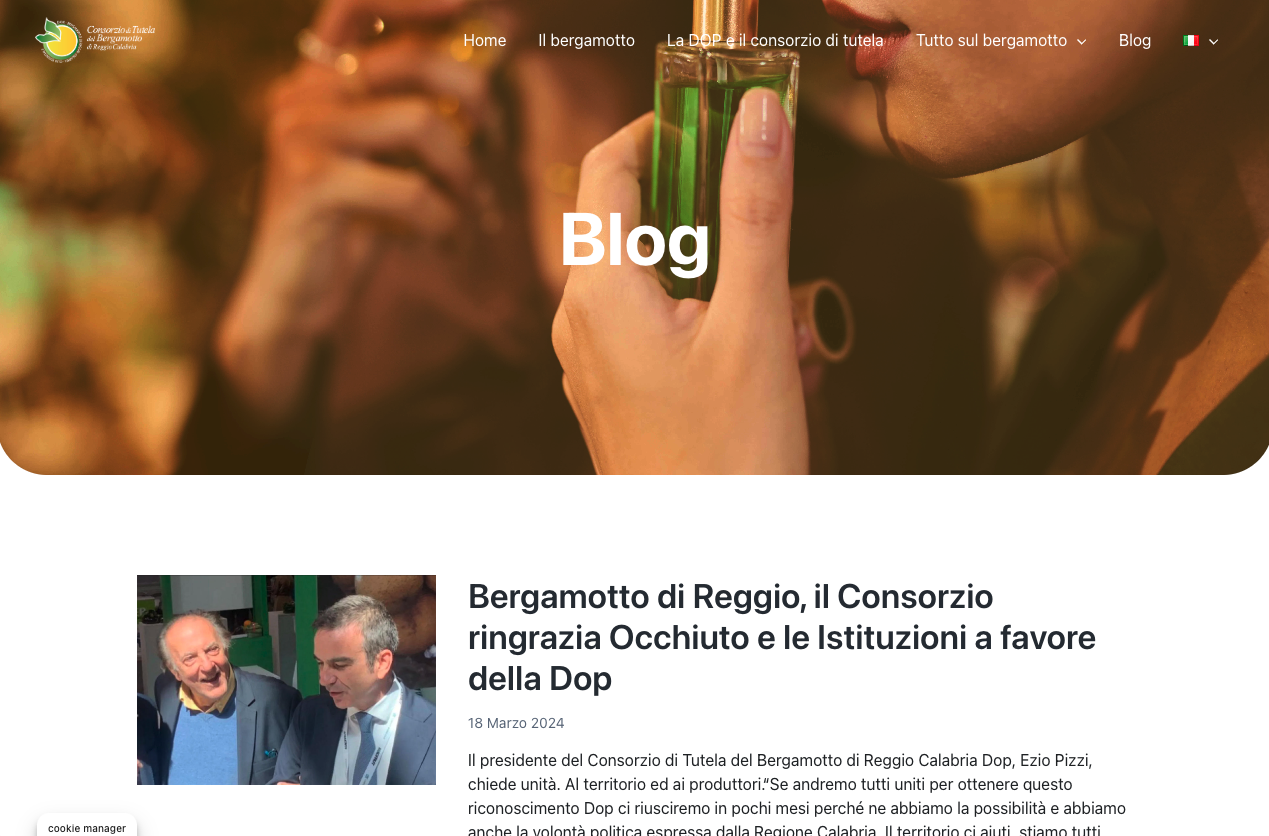 Consorzio di Tutela
del Bergamotto
di Reggio Calabria
Home
Il bergamotto
La DOP e il consorzio di tutela
Tutto sul bergamotto
Blog
Blog
Bergamotto di Reggio, il Consorzio
ringrazia Occhiuto e le Istituzioni a favore
della Dop
18 Marzo 2024
Il presidente del Consorzio di Tutela del Bergamotto di Reggio Calabria Dop, Ezio Pizzi,
chiede unità. Al territorio ed ai produttori.“Se andremo tutti uniti per ottenere questo
riconoscimento Dop ci riusciremo in pochi mesi perché ne abbiamo la possibilità e abbiamo
anche la volontà politica espressa dalla Regione Calabria. Il territorio ci aiuti, stiamo tutti
cookie manager